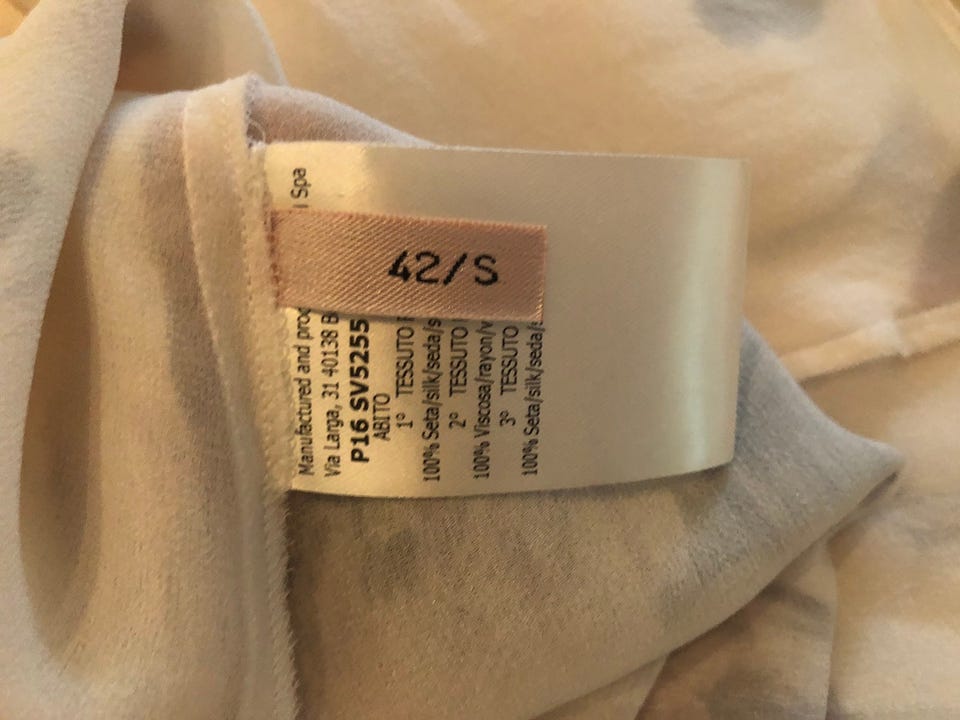 42/S
l Spa
Manufactured and proc
Via Larga, 31 40138 B
P16 SV5255
ABITO
1° TESSUTO
100% Seta/silk/seda/s
2° TESSUTO
100% Viscosa/rayon/v
3° TESSUTO
100% Seta/silk/seda/s